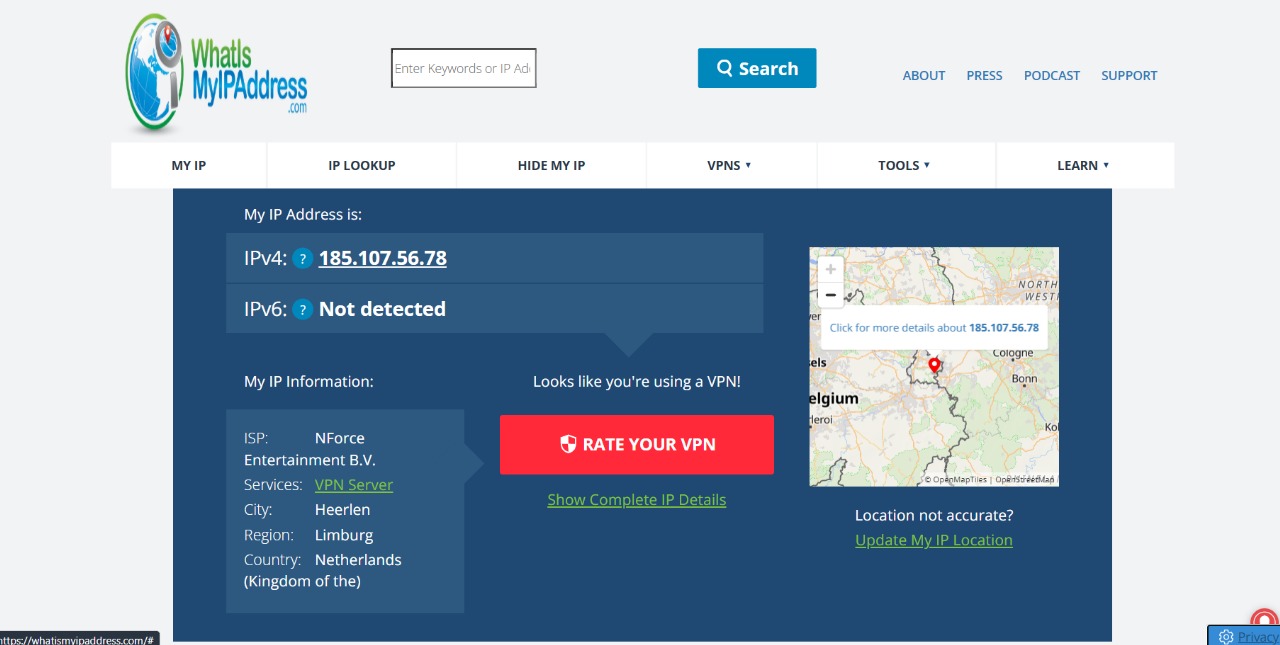 WhatIs
MyIPAddress
.com
Enter Keywords or IP Ad
Search
ABOUT PRESS PODCAST SUPPORT
MY IP IP LOOKUP HIDE MY IP VPNS ▼ TOOLS ▼ LEARN ▼
My IP Address is:
IPv4: ? 185.107.56.78
IPv6: ? Not detected
My IP Information:
ISP: NForce
Entertainment B.V.
Services: VPN Server
City: Heerlen
Region: Limburg
Country: Netherlands
(Kingdom of the)
Looks like you're using a VPN!
RATE YOUR VPN
Show Complete IP Details
+
−
NORTH
WEST
Click for more details about 185.107.56.78
Cologne
sels
Bonn
elgium
leroi
Ko
© OpenMapTiles | OpenStreetMap
Location not accurate?
Update My IP Location
https://whatismyipaddress.com/#
Privacy